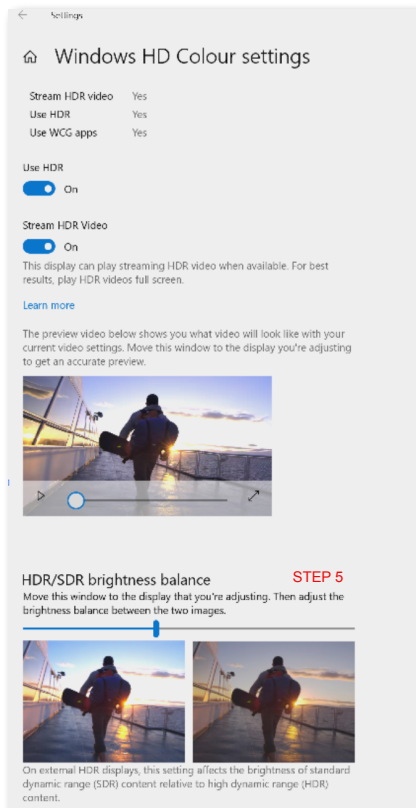 Settings
Windows HD Colour settings
Stream HDR video Yes
Use HDR Yes
Use WCG apps Yes
Use HDR
On
Stream HDR Video
On
This display can play streaming HDR video when available. For best
results, play HDR videos full screen.
Learn more
The preview video below shows you what video will look like with your
current video settings. Move this window to the display you're adjusting
to get an accurate preview.
HDR/SDR brightness balance STEP 5
Move this window to the display that you're adjusting. Then adjust the
brightness balance between the two images.
On external HDR displays, this setting affects the brightness of standard
dynamic range (SDR) content relative to high dynamic range (HDR)
content.